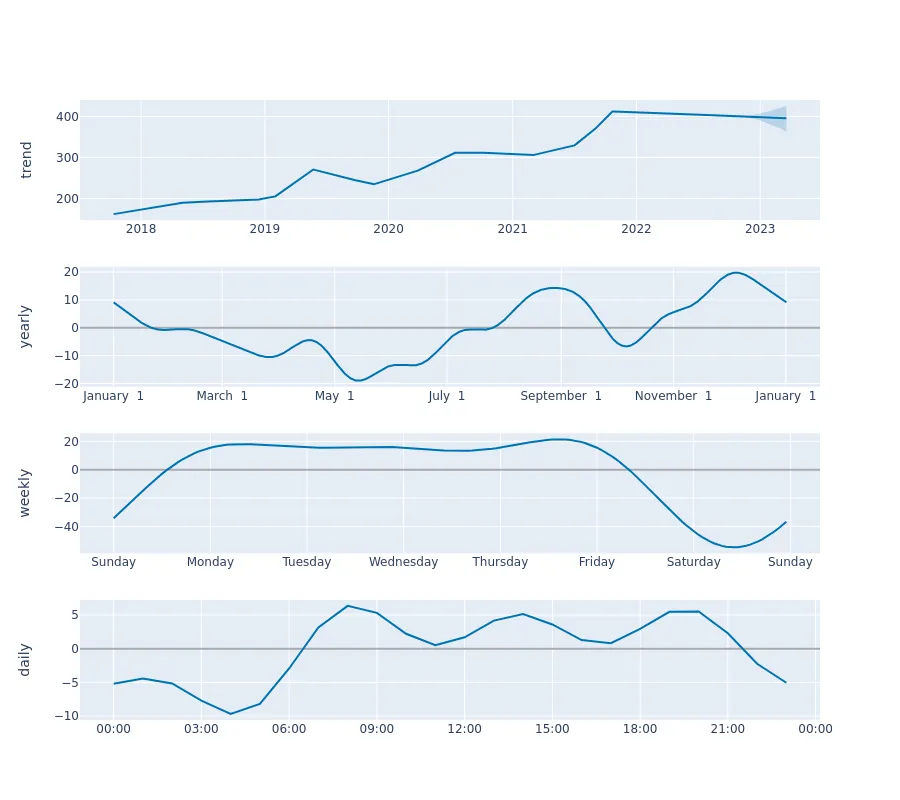 trend
400
300
200
2018 2019 2020 2021 2022 2023
yearly
20
10
0
−10
−20
January 1 March 1 May 1 July 1 September 1 November 1 January 1
weekly
20
0
−20
−40
Sunday Monday Tuesday Wednesday Thursday Friday Saturday Sunday
daily
5
0
−5
−10
00:00 03:00 06:00 09:00 12:00 15:00 18:00 21:00 00:00